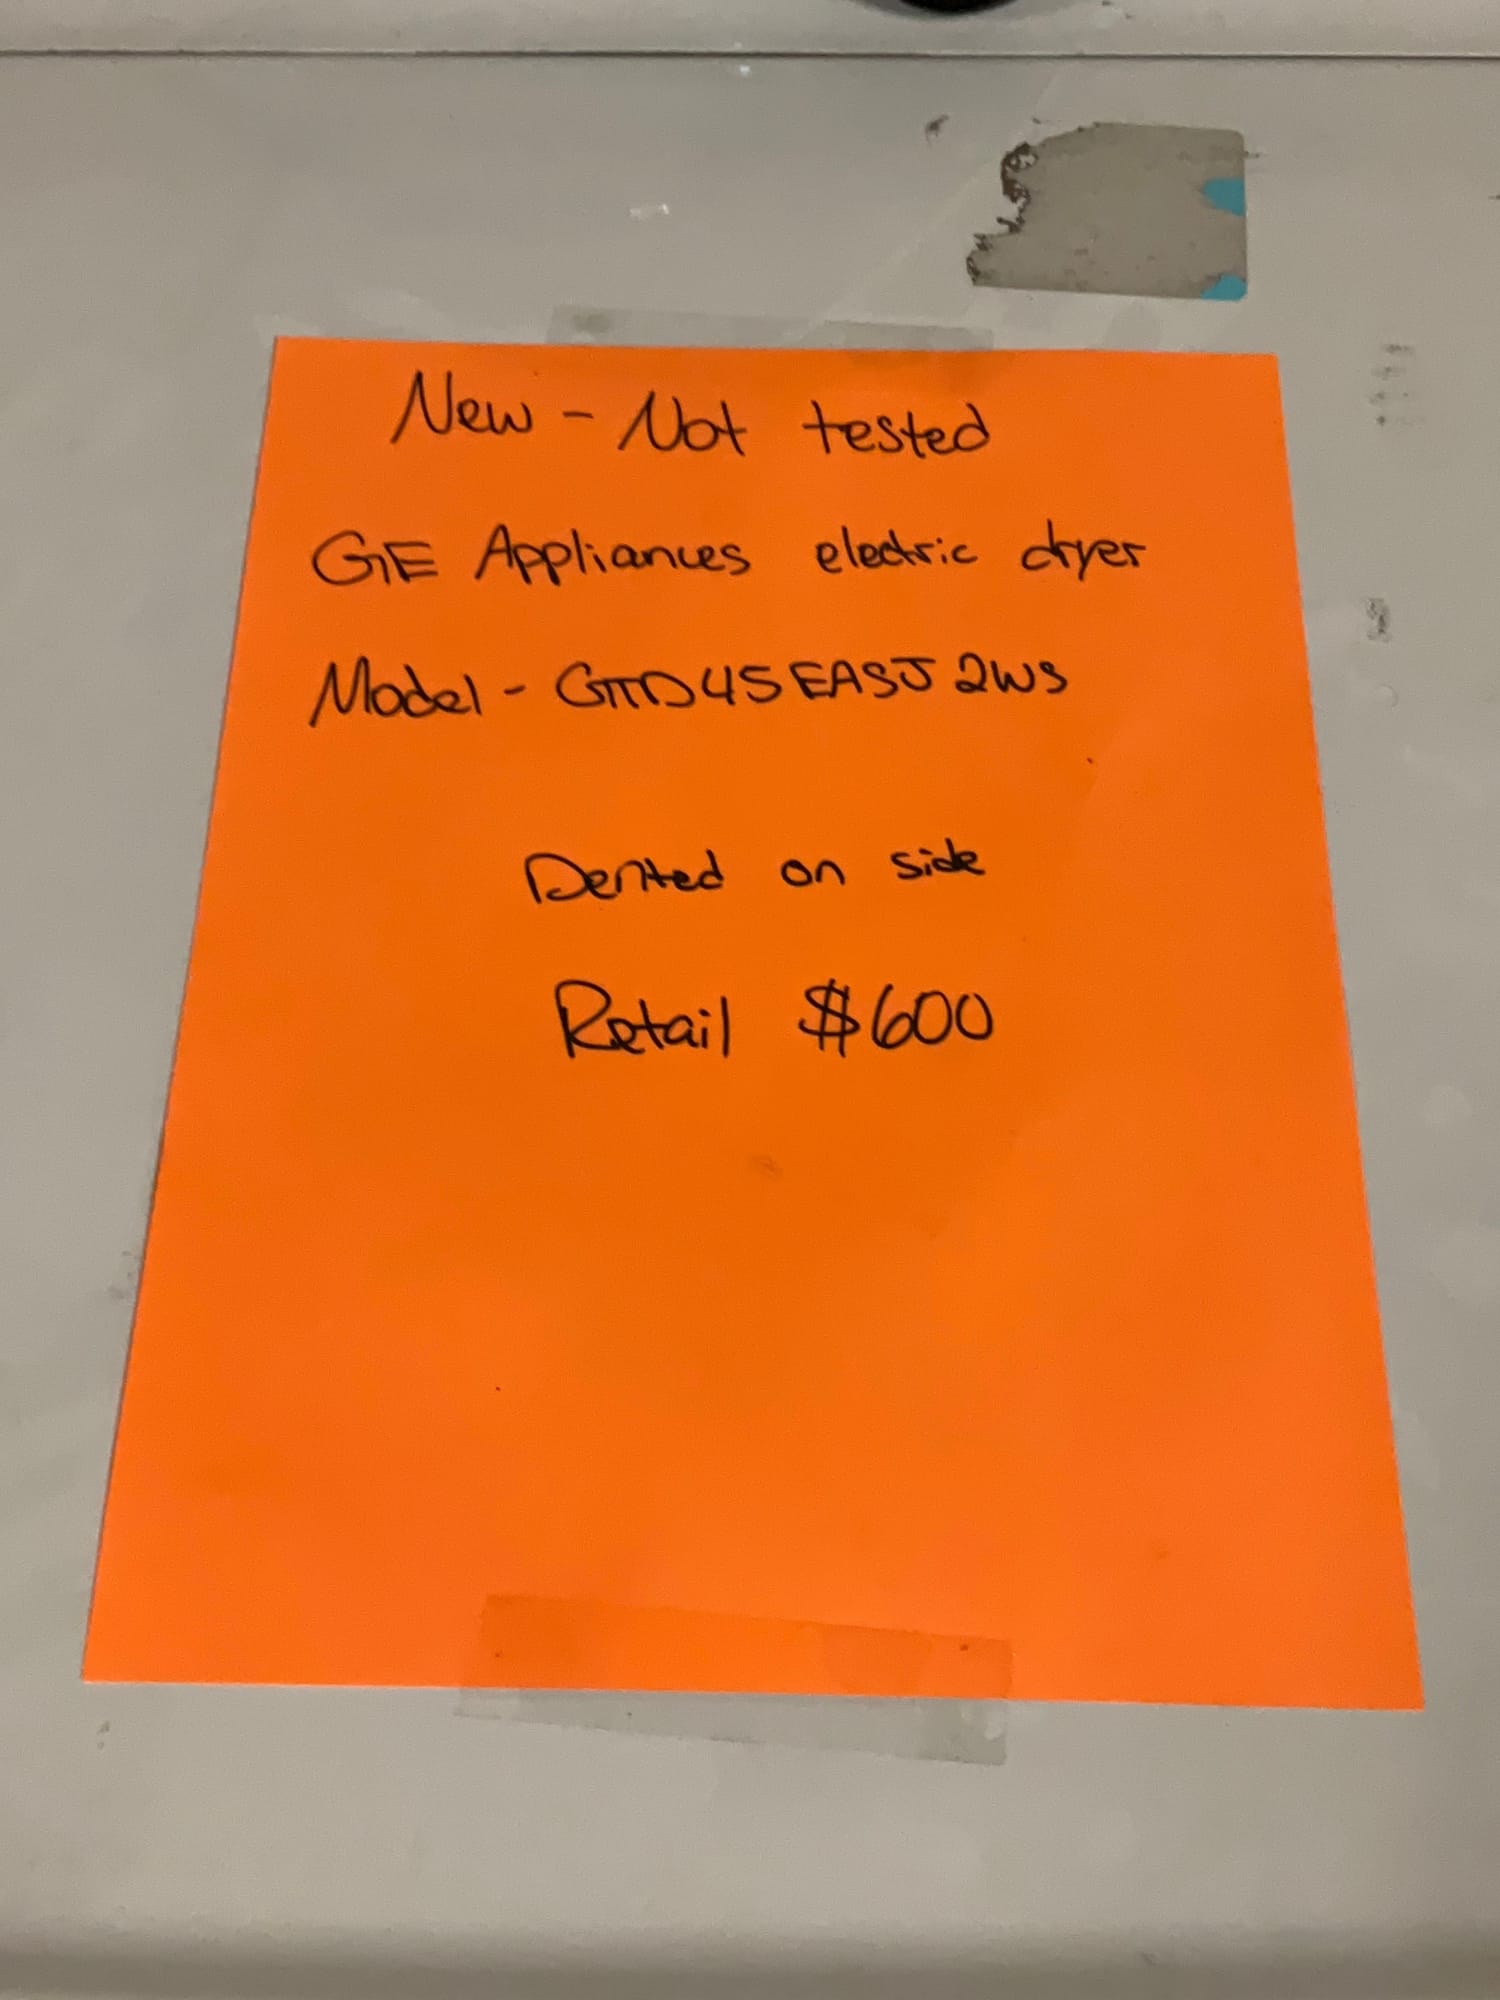 New - Not tested
GE Appliances electric dryer
Model - GTD45EASJ2WS
Dented on side
Retail $600